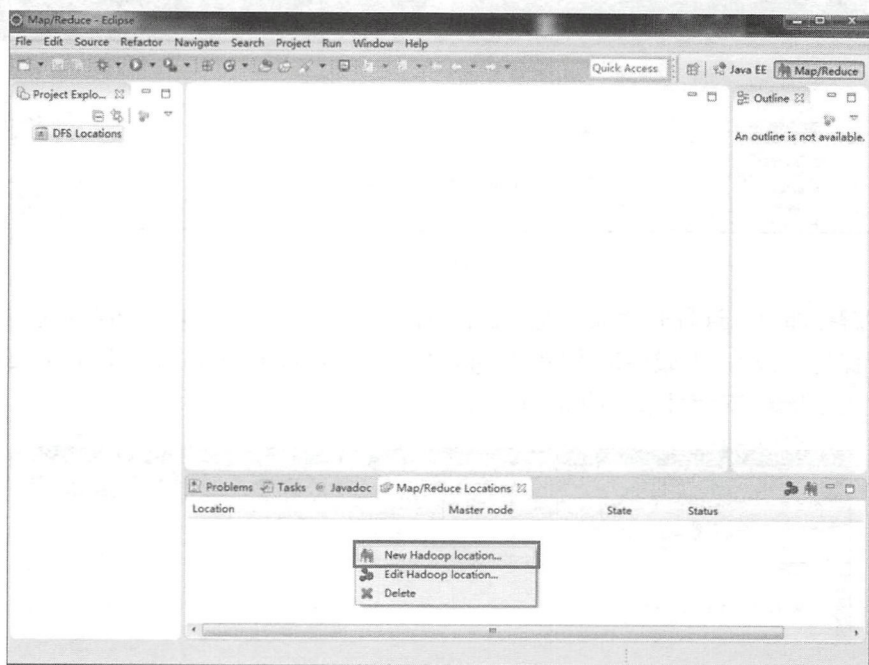 Map/Reduce - Eclipse
File Edit Source Refactor Navigate Search Project Run Window Help
Quick Access Java EE Map/Reduce
Project Explo...
DFS Locations
Outline
An outline is not available.
Problems Tasks Javadoc Map/Reduce Locations
Location Master node State Status
New Hadoop location...
Edit Hadoop location...
Delete